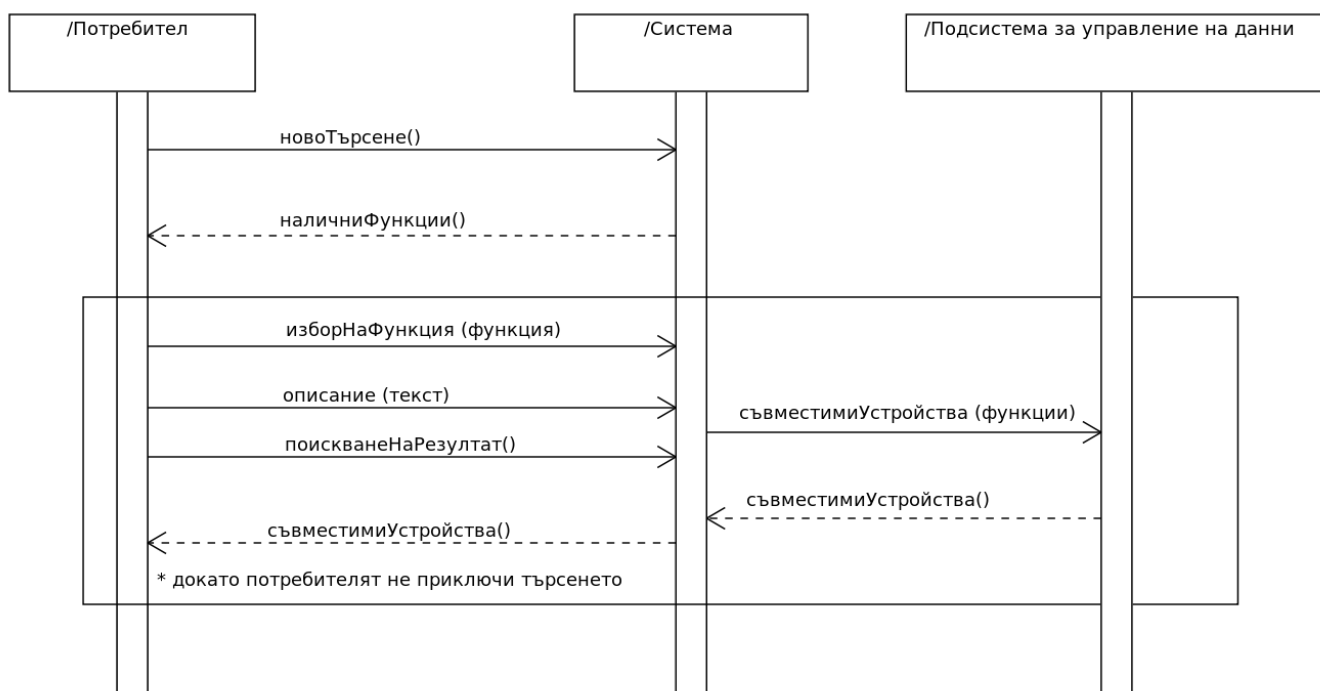 /Потребител
/Система
/Подсистема за управление на данни
новоТърсене()
наличниФункции()
изборНаФункция (функция)
описание (текст)
съвместимиУстройства (функции)
поискванеНаРезултат()
съвместимиУстройства()
съвместимиУстройства()
* докато потребителят не приключи търсенето